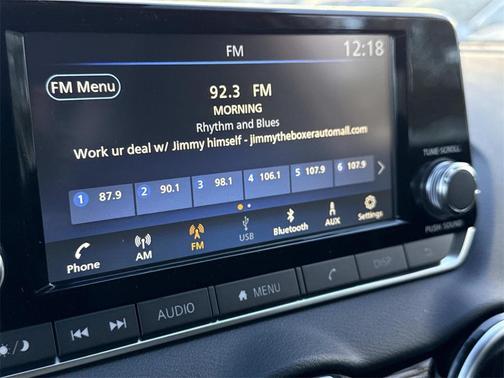 FM 12:18
FM Menu
92.3 FM
MORNING
Rhythm and Blues
Work ur deal w/ Jimmy himself - jimmytheboxerautomall.com
1 87.9 2 90.1 3 98.1 4 106.1 5 107.9 6 107.9
Phone AM FM USB Bluetooth AUX Settings
TUNE·SCROLL
PUSH·SOUND
AUDIO MENU DISP